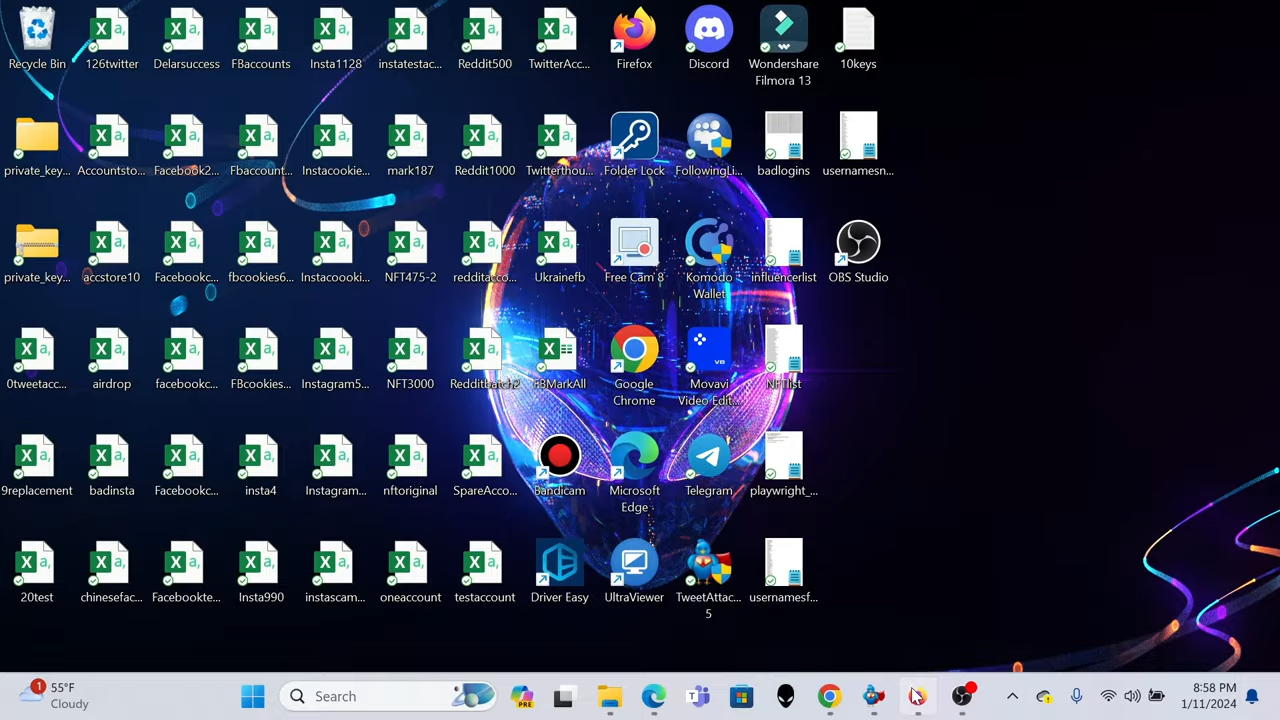 Recycle Bin
126twitter
Delarsuccess
FBaccounts
Insta1128
instatestac...
Reddit500
TwitterAcc...
Firefox
Discord
Wondershare
Filmora 13
10keys
private_key...
Accountsto...
Facebook2...
Fbaccount...
Instacookie...
mark187
Reddit1000
Twitterthou...
Folder Lock
FollowingLi...
badlogins
usernamesn...
private_key...
accstore10
Facebookc...
fbcookies6...
Instacoooki...
NFT475-2
redditacco...
Ukrainefb
Free Cam 8
Komodo
Wallet
influencerlist
OBS Studio
0tweetacc...
airdrop
facebookc...
FBcookies...
Instagram5...
NFT3000
Redditbatch2
FBMarkAll
Google
Chrome
Movavi
Video Edit...
NFTlist
9replacement
badinsta
Facebookc...
insta4
Instagram...
nftoriginal
SpareAcco...
Bandicam
Microsoft
Edge
Telegram
playwright_...
20test
chinesefac...
Facebookte...
Insta990
instascam...
oneaccount
testaccount
Driver Easy
UltraViewer
TweetAttac...
5
usernamesf...
1
55°F
Cloudy
Search
PRE
8:58 PM
1/11/2024